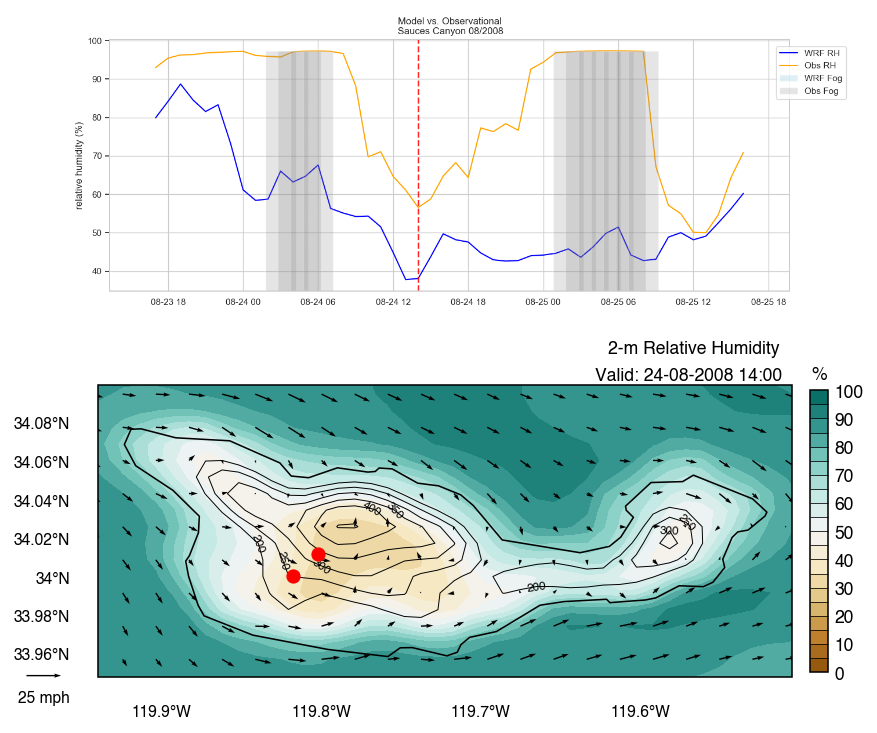 Model vs. Observational
Sauces Canyon 08/2008
relative humidity (%)
100
90
80
70
60
50
40
08-23 18
08-24 00
08-24 06
08-24 12
08-24 18
08-25 00
08-25 06
08-25 12
08-25 18
WRF RH
Obs RH
WRF Fog
Obs Fog
2-m Relative Humidity
Valid: 24-08-2008 14:00
%
34.08°N
34.06°N
34.04°N
34.02°N
34°N
33.98°N
33.96°N
25 mph
119.9°W
119.8°W
119.7°W
119.6°W
400
350
200
250
300
200
300
250
100
90
80
70
60
50
40
30
20
10
0